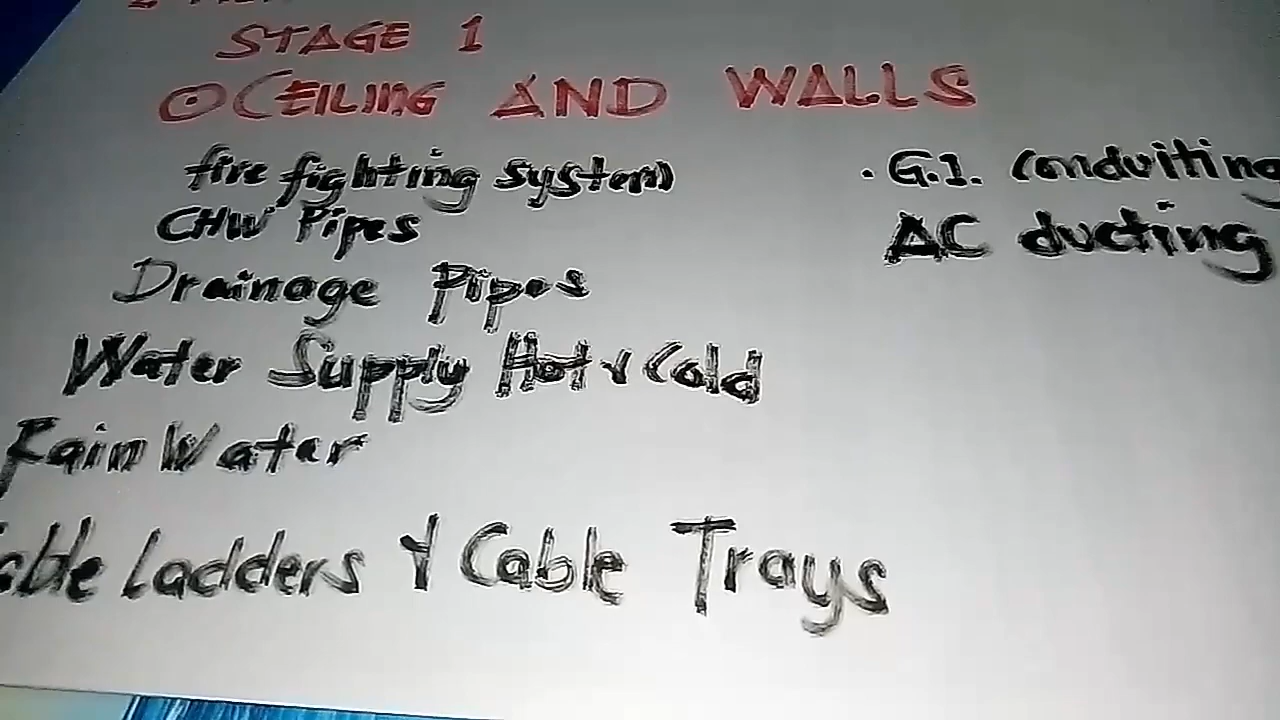 STAGE 1
⊙ CEILING AND WALLS
fire fighting system
CHW Pipes
Drainage Pipes
Water Supply Hot & Cold
Rain Water
Ladders & Cable Trays
• G.I. Conduiting
AC ducting